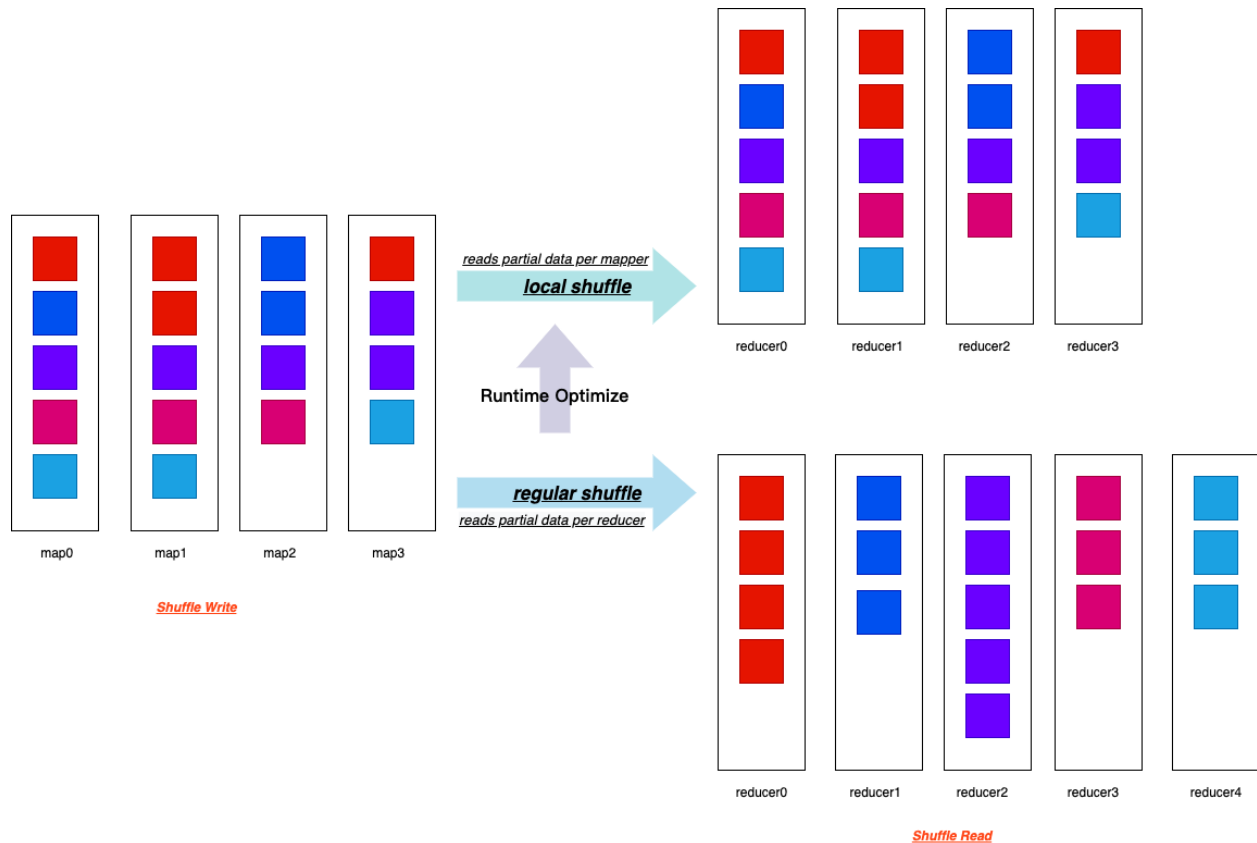 reducer0
reducer1
reducer2
reducer3
reads partial data per mapper
local shuffle
Runtime Optimize
regular shuffle
reads partial data per reducer
map0
map1
map2
map3
Shuffle Write
reducer0
reducer1
reducer2
reducer3
reducer4
Shuffle Read